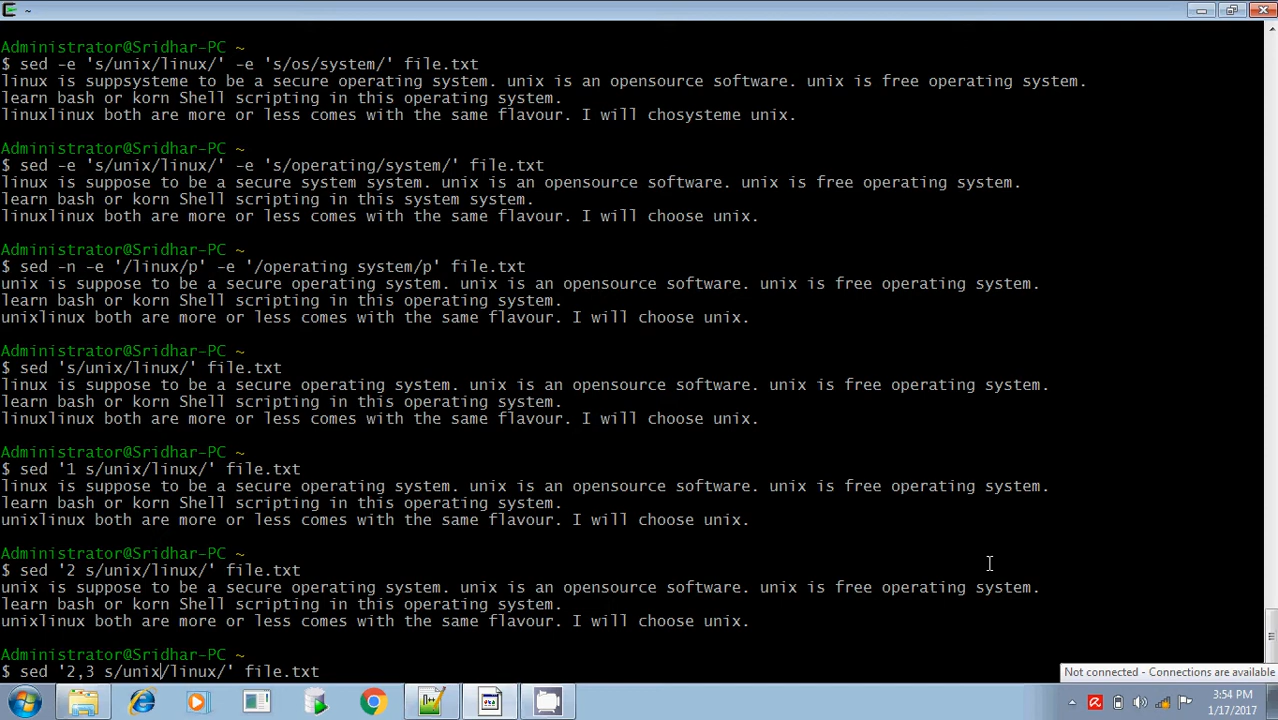 ~
Administrator@Sridhar-PC ~
$ sed -e 's/unix/linux/' -e 's/os/system/' file.txt
linux is suppsysteme to be a secure operating system. unix is an opensource software. unix is free operating system.
learn bash or korn Shell scripting in this operating system.
linuxlinux both are more or less comes with the same flavour. I will chosysteme unix.
Administrator@Sridhar-PC ~
$ sed -e 's/unix/linux/' -e 's/operating/system/' file.txt
linux is suppose to be a secure system system. unix is an opensource software. unix is free operating system.
learn bash or korn Shell scripting in this system system.
linuxlinux both are more or less comes with the same flavour. I will choose unix.
Administrator@Sridhar-PC ~
$ sed -n -e '/linux/p' -e '/operating system/p' file.txt
unix is suppose to be a secure operating system. unix is an opensource software. unix is free operating system.
learn bash or korn Shell scripting in this operating system.
unixlinux both are more or less comes with the same flavour. I will choose unix.
Administrator@Sridhar-PC ~
$ sed 's/unix/linux/' file.txt
linux is suppose to be a secure operating system. unix is an opensource software. unix is free operating system.
learn bash or korn Shell scripting in this operating system.
linuxlinux both are more or less comes with the same flavour. I will choose unix.
Administrator@Sridhar-PC ~
$ sed '1 s/unix/linux/' file.txt
linux is suppose to be a secure operating system. unix is an opensource software. unix is free operating system.
learn bash or korn Shell scripting in this operating system.
unixlinux both are more or less comes with the same flavour. I will choose unix.
Administrator@Sridhar-PC ~
$ sed '2 s/unix/linux/' file.txt
unix is suppose to be a secure operating system. unix is an opensource software. unix is free operating system.
learn bash or korn Shell scripting in this operating system.
unixlinux both are more or less comes with the same flavour. I will choose unix.
Administrator@Sridhar-PC ~
$ sed '2,3 s/unix/linux/' file.txt
Not connected - Connections are available
3:54 PM
1/17/2017